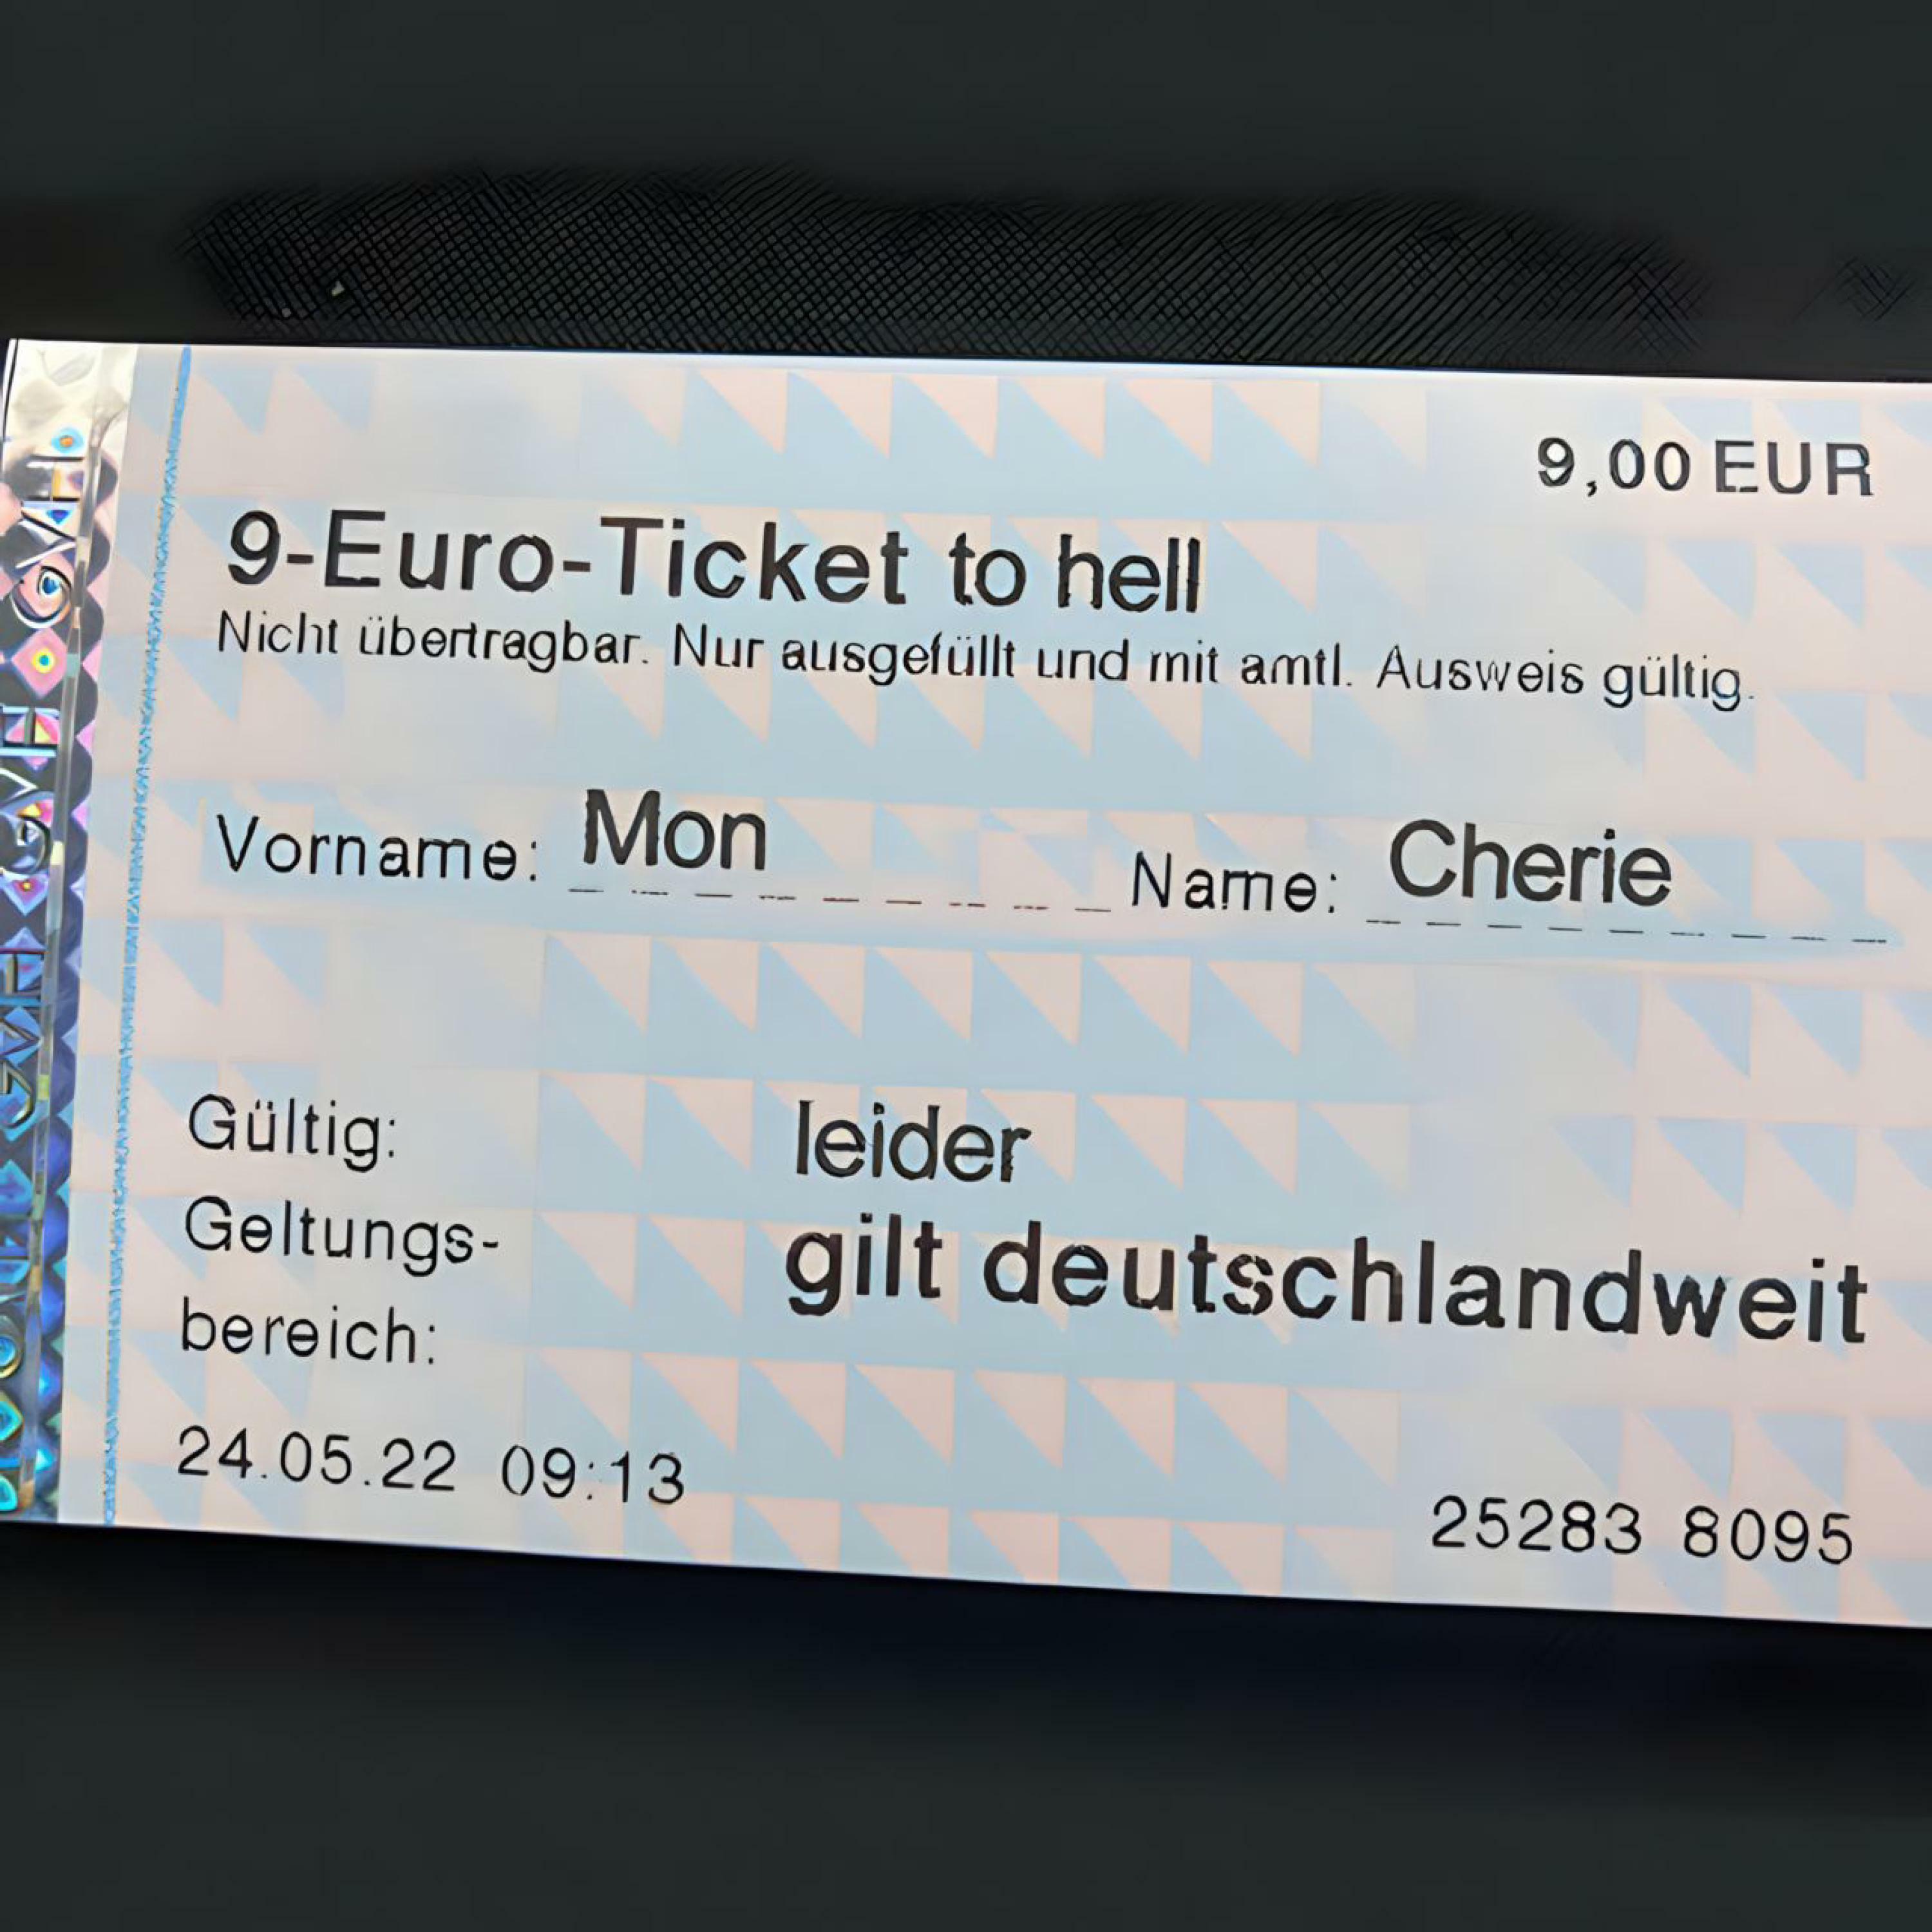 9,00 EUR
9-Euro-Ticket to hell
Nicht übertragbar. Nur ausgefüllt und mit amtl. Ausweis gültig.
Vorname: Mon Name: Cherie
Gültig: leider
Geltungs- gilt deutschlandweit
bereich:
24.05.22 09:13
25283 8095